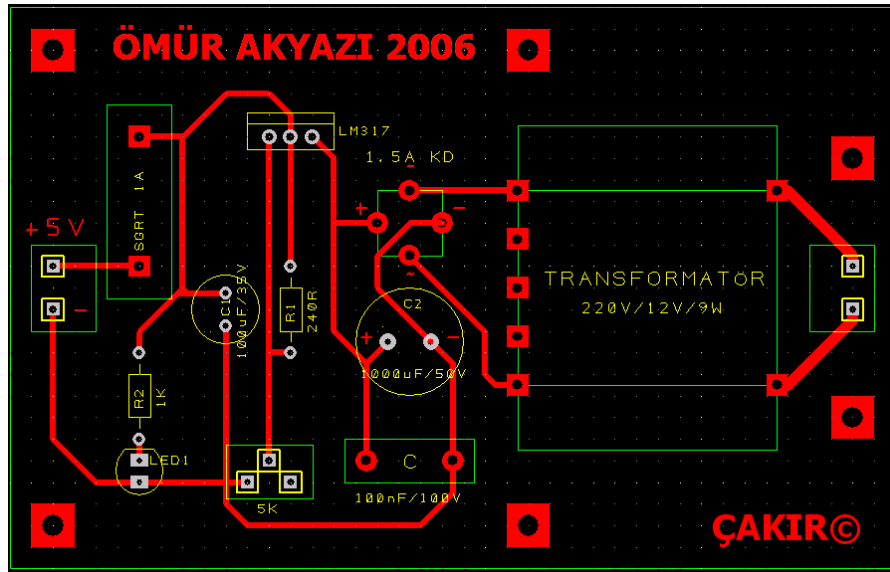 ÖMÜR AKYAZI 2006
LM317
1.5A KD
SGRT 1A
+5V
-
+
-
-
-
TRANSFORMATÖR
220V/12V/9W
C1
100uF/35V
R1
240R
C2
+
-
1000uF/50V
R2
1K
LED1
5K
C
100nF/100V
ÇAKIR©